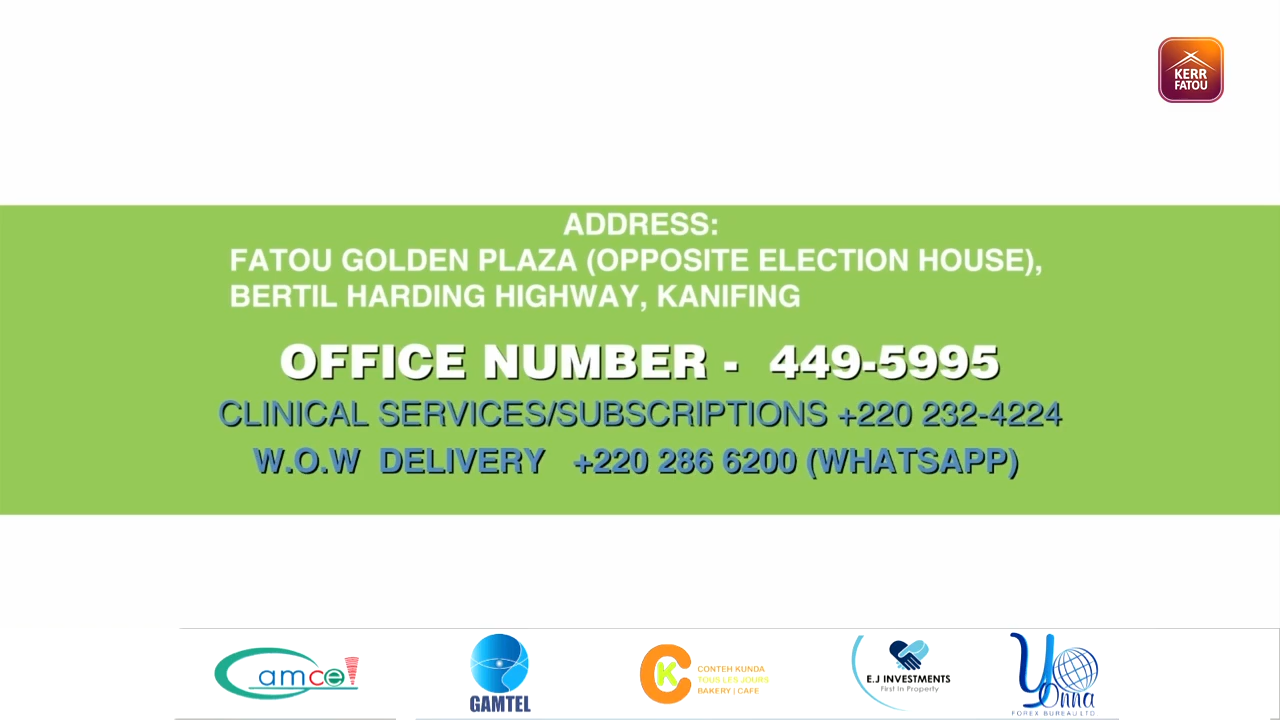 KERR
FATOU
ADDRESS:
FATOU GOLDEN PLAZA (OPPOSITE ELECTION HOUSE),
BERTIL HARDING HIGHWAY, KANIFING
OFFICE NUMBER - 449-5995
CLINICAL SERVICES/SUBSCRIPTIONS +220 232-4224
W.O.W DELIVERY +220 286 6200 (WHATSAPP)
Gamcel
GAMTEL
CK
CONTEH KUNDA
TOUS LES JOURS
BAKERY | CAFE
E.J INVESTMENTS
First In Property
Yonna
FOREX BUREAU LTD